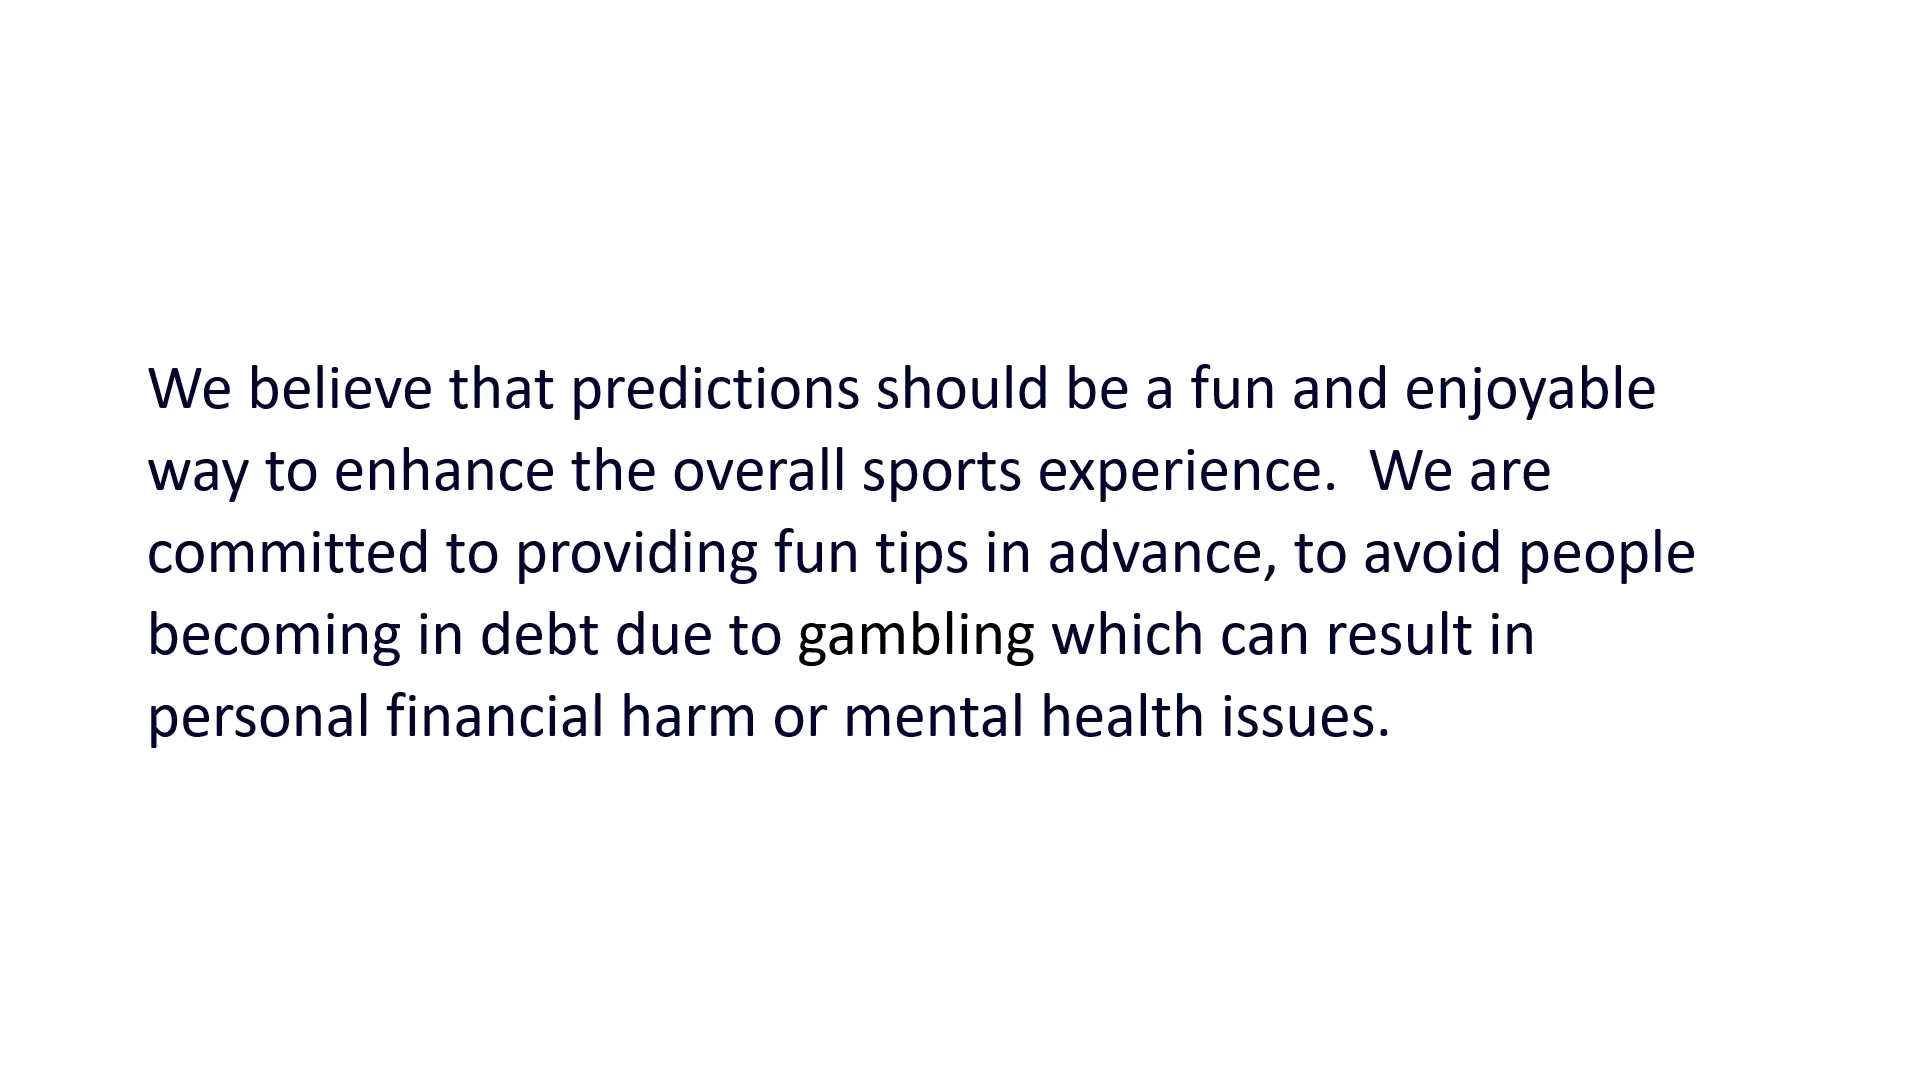 We believe that predictions should be a fun and enjoyable
way to enhance the overall sports experience.  We are
committed to providing fun tips in advance, to avoid people
becoming in debt due to gambling which can result in
personal financial harm or mental health issues.